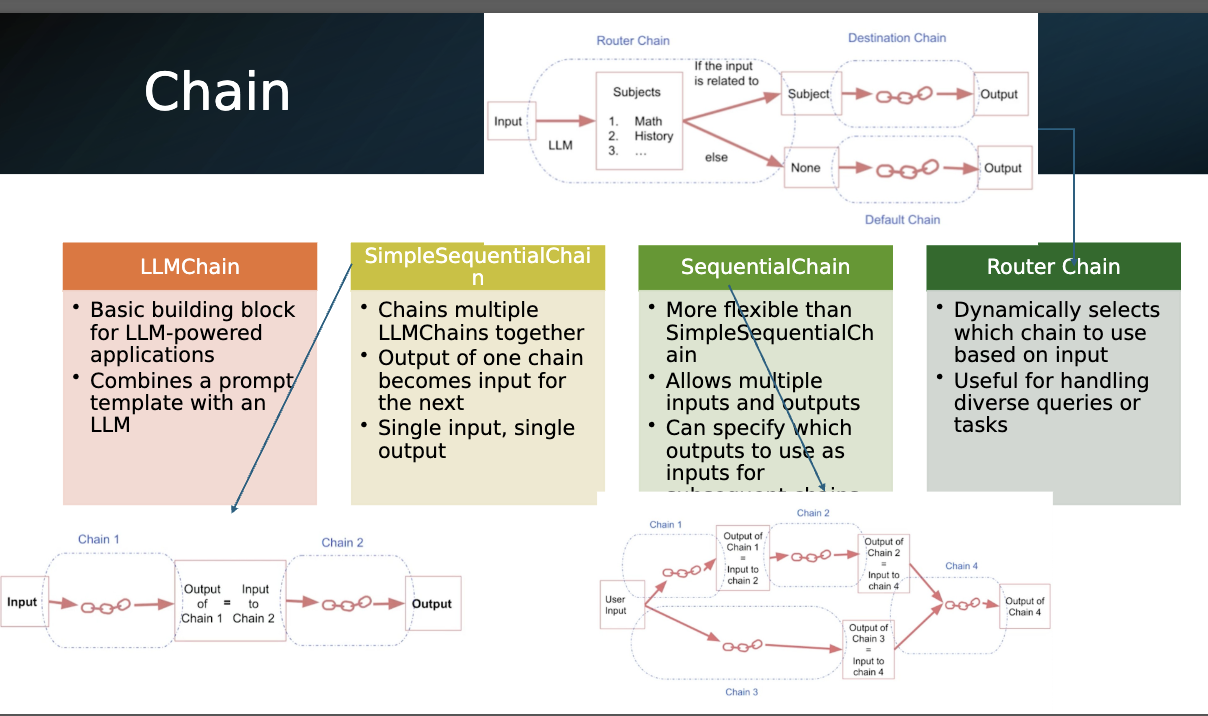 Chain
Router Chain
Destination Chain
If the input
is related to
Subjects
Subject
Output
1. Math
2. History
3. ...
Input
LLM
else
None
Output
Default Chain
LLMChain
• Basic building block
for LLM-powered
applications
• Combines a prompt
template with an
LLM
SimpleSequentialChai
n
• Chains multiple
LLMChains together
• Output of one chain
becomes input for
the next
• Single input, single
output
SequentialChain
• More flexible than
SimpleSequentialCh
ain
• Allows multiple
inputs and outputs
• Can specify which
outputs to use as
inputs for
subsequent chains
Router Chain
• Dynamically selects
which chain to use
based on input
• Useful for handling
diverse queries or
tasks
Chain 1
Chain 2
Input
Output
of
Chain 1
=
Input
to
Chain 2
Output
Chain 1
Chain 2
User
Input
Output of
Chain 1
=
Input to
chain 2
Output of
Chain 2
=
Input to
chain 4
Chain 4
Output of
Chain 4
Output of
Chain 3
=
Input to
chain 4
Chain 3